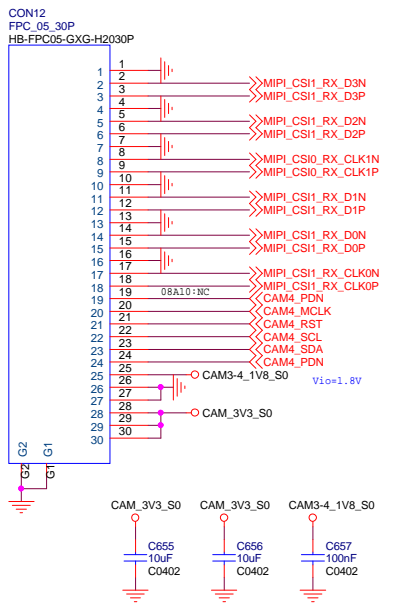 CON12
FPC_05_30P
HB-FPC05-GXG-H2030P
1 1
2 2 MIPI_CSI1_RX_D3N
3 3 MIPI_CSI1_RX_D3P
4 4
5 5 MIPI_CSI1_RX_D2N
6 6 MIPI_CSI1_RX_D2P
7 7
8 8 MIPI_CSI0_RX_CLK1N
9 9 MIPI_CSI0_RX_CLK1P
10 10
11 11 MIPI_CSI1_RX_D1N
12 12 MIPI_CSI1_RX_D1P
13 13
14 14 MIPI_CSI1_RX_D0N
15 15 MIPI_CSI1_RX_D0P
16 16
17 17 MIPI_CSI1_RX_CLK0N
18 18 MIPI_CSI1_RX_CLK0P
19 19 08A10:NC CAM4_PDN
20 20 CAM4_MCLK
21 21 CAM4_RST
22 22 CAM4_SCL
23 23 CAM4_SDA
24 24 CAM4_PDN
25 25 CAM3-4_1V8_S0
26 26 Vio=1.8V
27 27
28 28 CAM_3V3_S0
29 29
30 30
G2 G1
G2 G1
CAM_3V3_S0 CAM_3V3_S0 CAM3-4_1V8_S0
C655 C656 C657
10uF 10uF 100nF
C0402 C0402 C0402